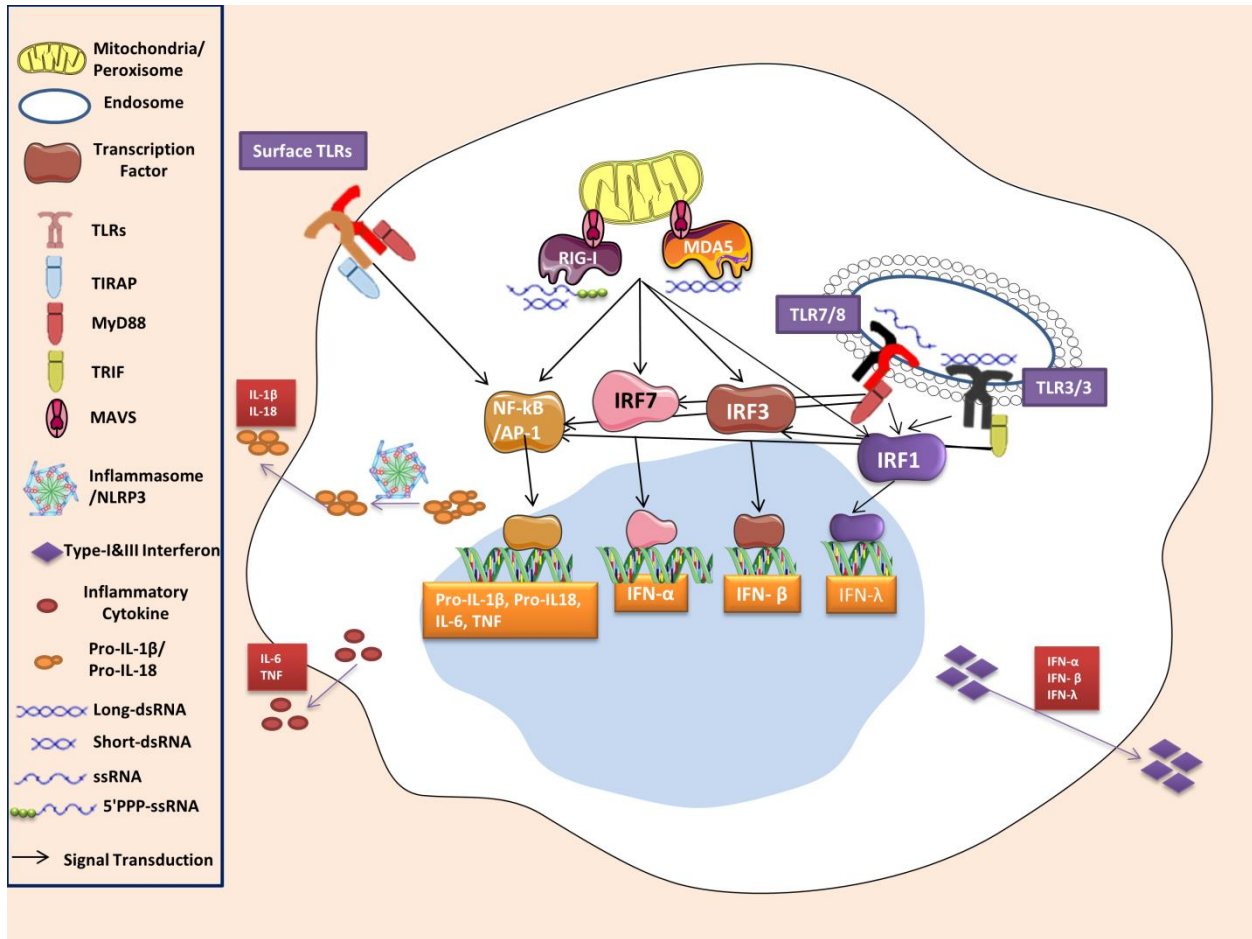 Mitochondria/
Peroxisome
Endosome
Transcription
Factor
TLRs
TIRAP
MyD88
TRIF
MAVS
Inflammasome
/NLRP3
Type-I&III Interferon
Inflammatory
Cytokine
Pro-IL-1β/
Pro-IL-18
Long-dsRNA
Short-dsRNA
ssRNA
5'PPP-ssRNA
Signal Transduction
Surface TLRs
RIG-I
MDA5
TLR7/8
TLR3/3
IL-1β
IL-18
NF-kB
/AP-1
IRF7
IRF3
IRF1
Pro-IL-1β, Pro-IL18,
IL-6, TNF
IFN-α
IFN- β
IFN-λ
IL-6
TNF
IFN-α
IFN- β
IFN-λ